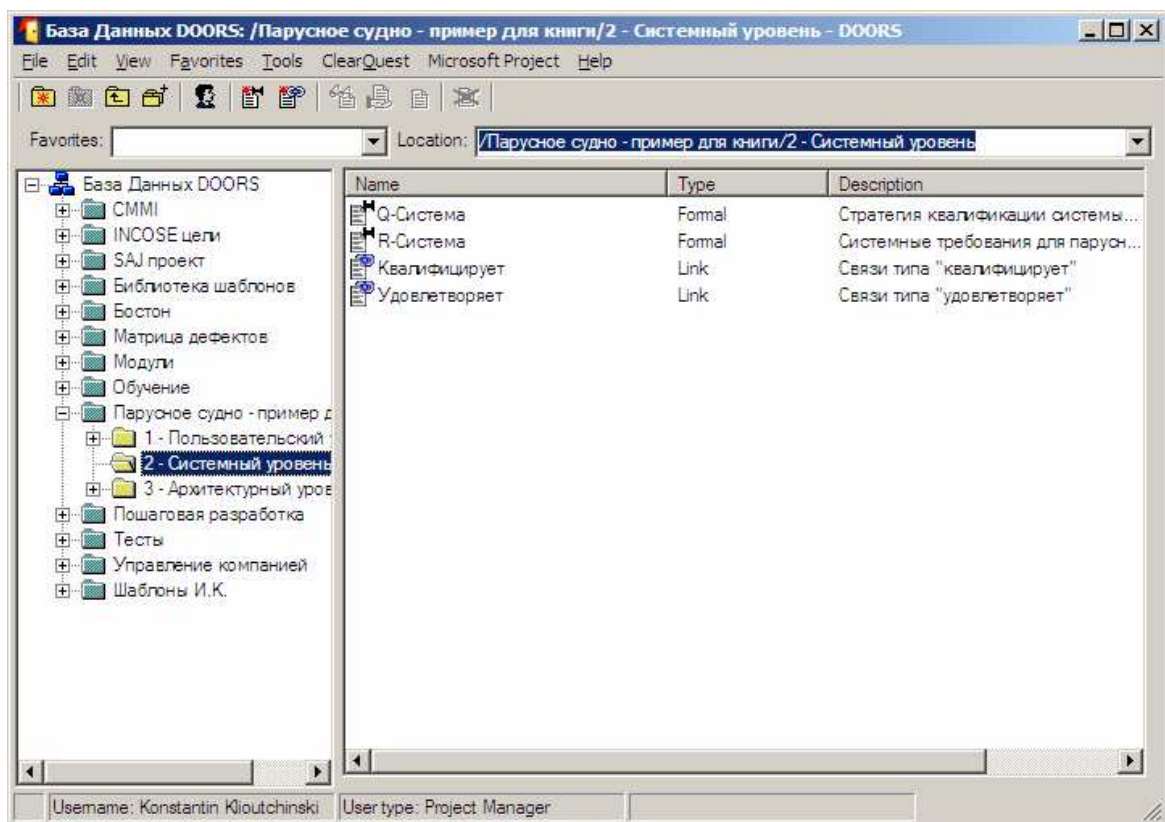 База Данных DOORS: /Парусное судно - пример для книги/2 - Системный уровень - DOORS
File Edit View Favorites Tools ClearQuest Microsoft Project Help
Favorites: Location: /Парусное судно - пример для книги/2 - Системный уровень
База Данных DOORS
CMMI
INCOSE цели
SAJ проект
Библиотека шаблонов
Бостон
Матрица дефектов
Модули
Обучение
Парусное судно - пример д
1 - Пользовательский
2 - Системный уровень
3 - Архитектурный уров
Пошаговая разработка
Тесты
Управление компанией
Шаблоны И.К.
Name Type Description
Q-Система Formal Стратегия квалификации системы...
R-Система Formal Системные требования для парусн...
Квалифицирует Link Связи типа "квалифицирует"
Удовлетворяет Link Связи типа "удовлетворяет"
Username: Konstantin Klioutchinski User type: Project Manager